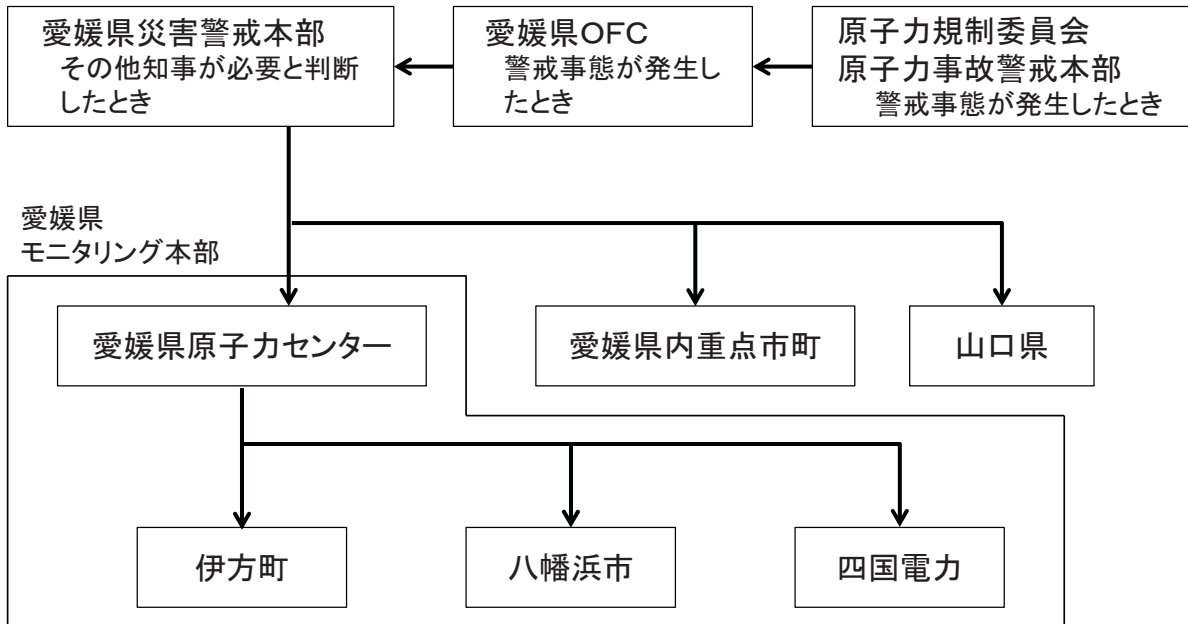 愛媛県災害警戒本部
その他知事が必要と判断
したとき
愛媛県OFC
警戒事態が発生し
たとき
原子力規制委員会
原子力事故警戒本部
警戒事態が発生したとき
愛媛県
モニタリング本部
愛媛県原子力センター
愛媛県内重点市町
山口県
伊方町
八幡浜市
四国電力